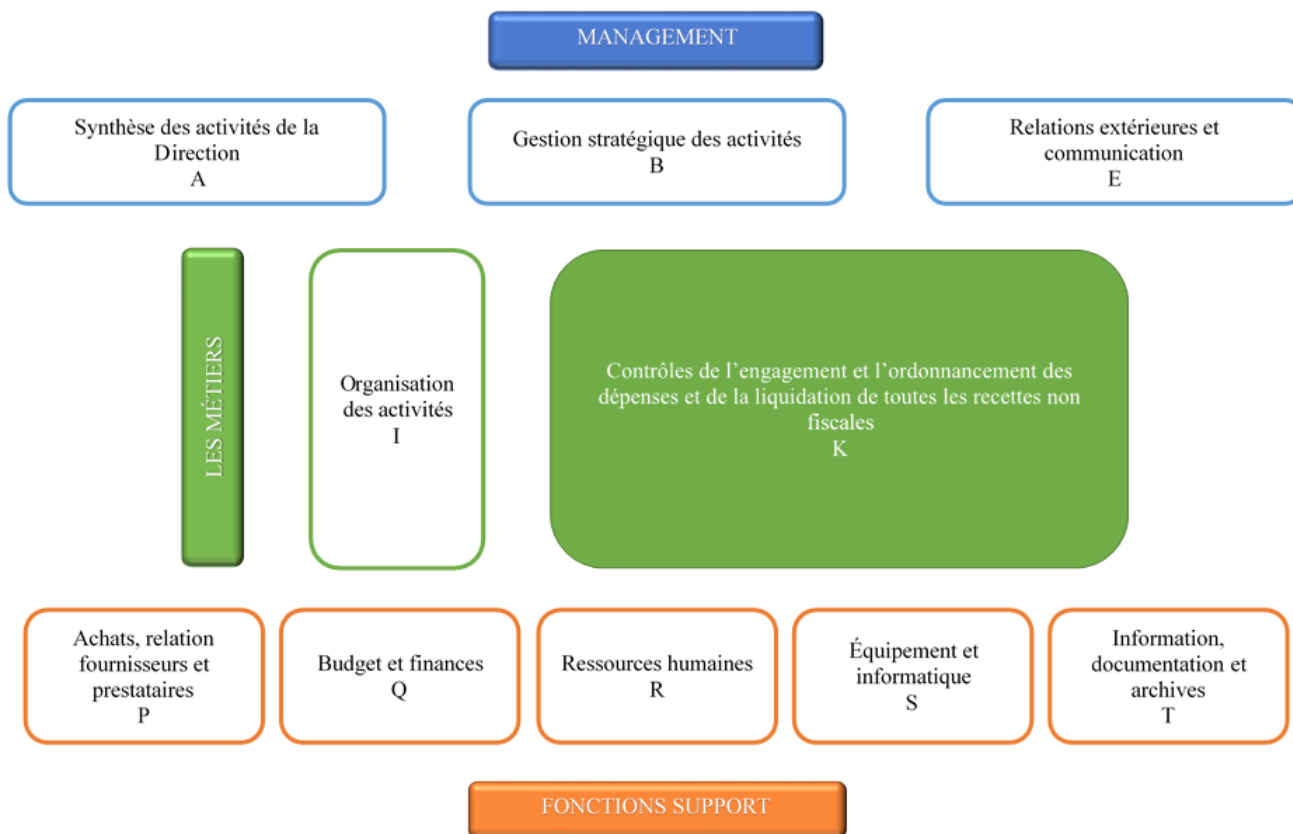 MANAGEMENT
Synthèse des activités de la
Direction
A
Gestion stratégique des activités
B
Relations extérieures et
communication
E
LES MÉTIERS
Organisation
des activités
I
Contrôles de l’engagement et l’ordonnancement des
dépenses et de la liquidation de toutes les recettes non
fiscales
K
Achats, relation
fournisseurs et
prestataires
P
Budget et finances
Q
Ressources humaines
R
Équipement et
informatique
S
Information,
documentation et
archives
T
FONCTIONS SUPPORT